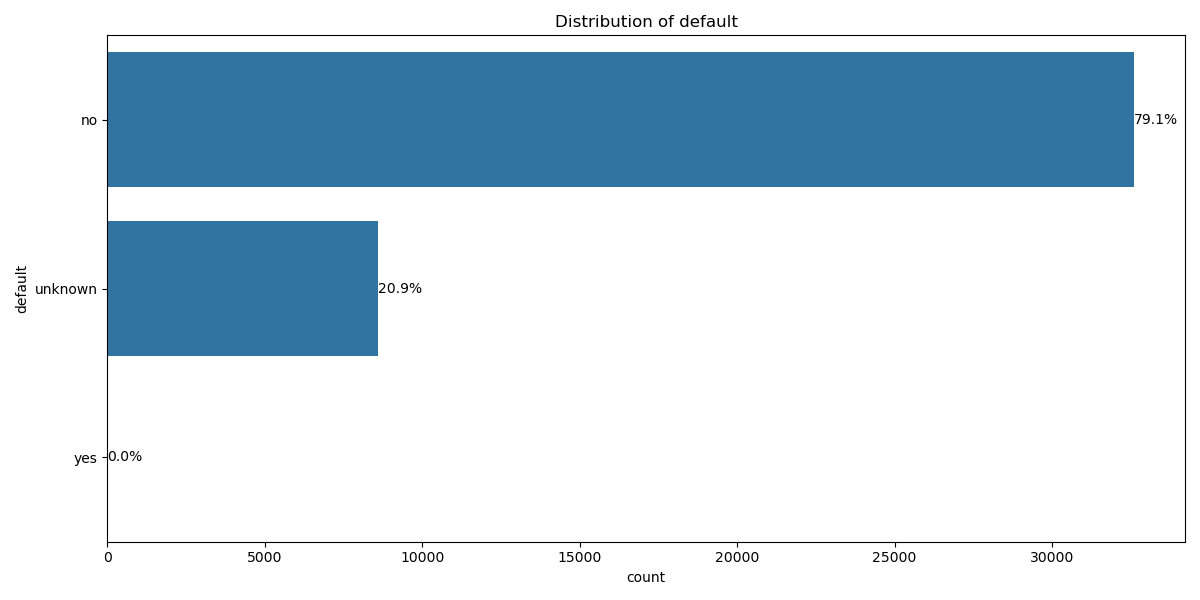 Distribution of default
no
79.1%
default
unknown
20.9%
yes
0.0%
0 5000 10000 15000 20000 25000 30000
count